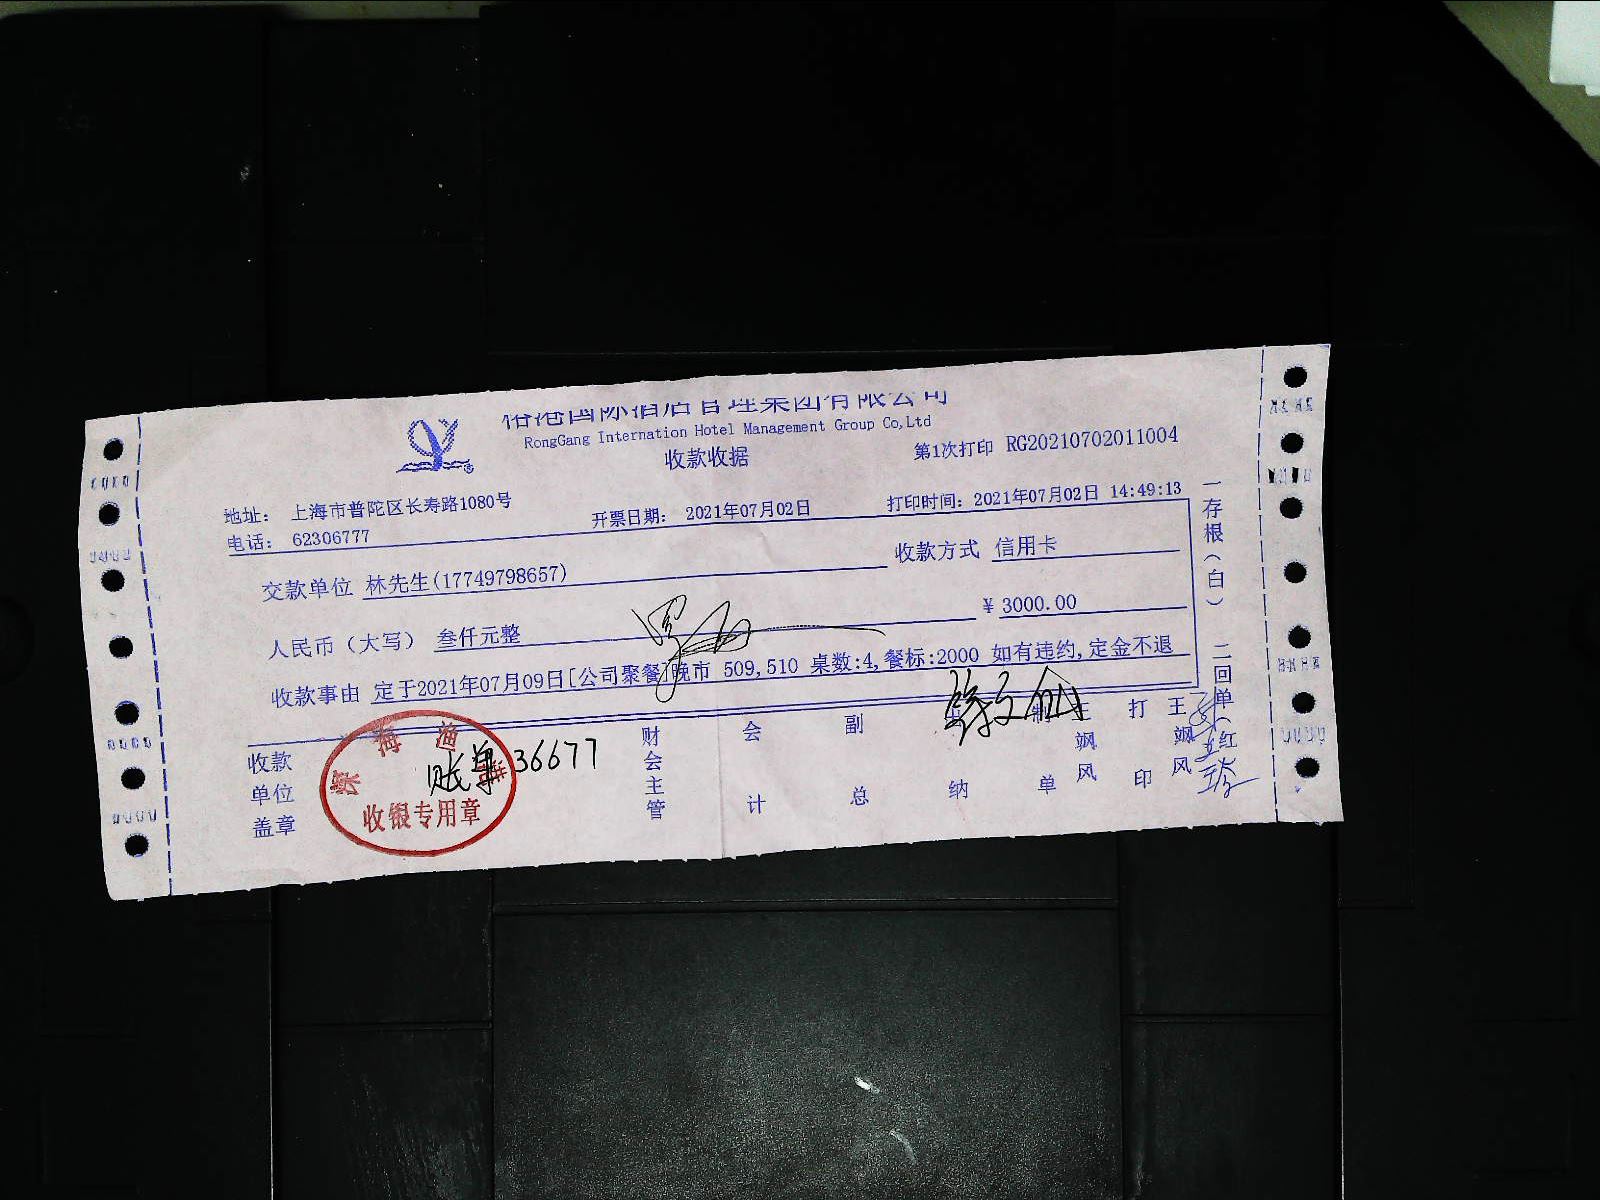 国际酒店管理集团有限公司
RongGang Internation Hotel Management Group Co,Ltd
收款收据
第1次打印 RG20210702011004
地址： 上海市普陀区长寿路1080号
电话： 62306777
开票日期： 2021年07月02日
打印时间：2021年07月02日 14:49:13
交款单位 林先生(17749798657)
收款方式 信用卡
人民币（大写） 叁仟元整
¥ 3000.00
收款事由 定于2021年07月09日[公司聚餐]晚市 509,510 桌数:4,餐标:2000 如有违约,定金不退
收款单位盖章
账单 36677
收银专用章
财会主管
会计
副总
出纳
制单
王飒风
打印
王飒风
一存根（白）
二回单（红